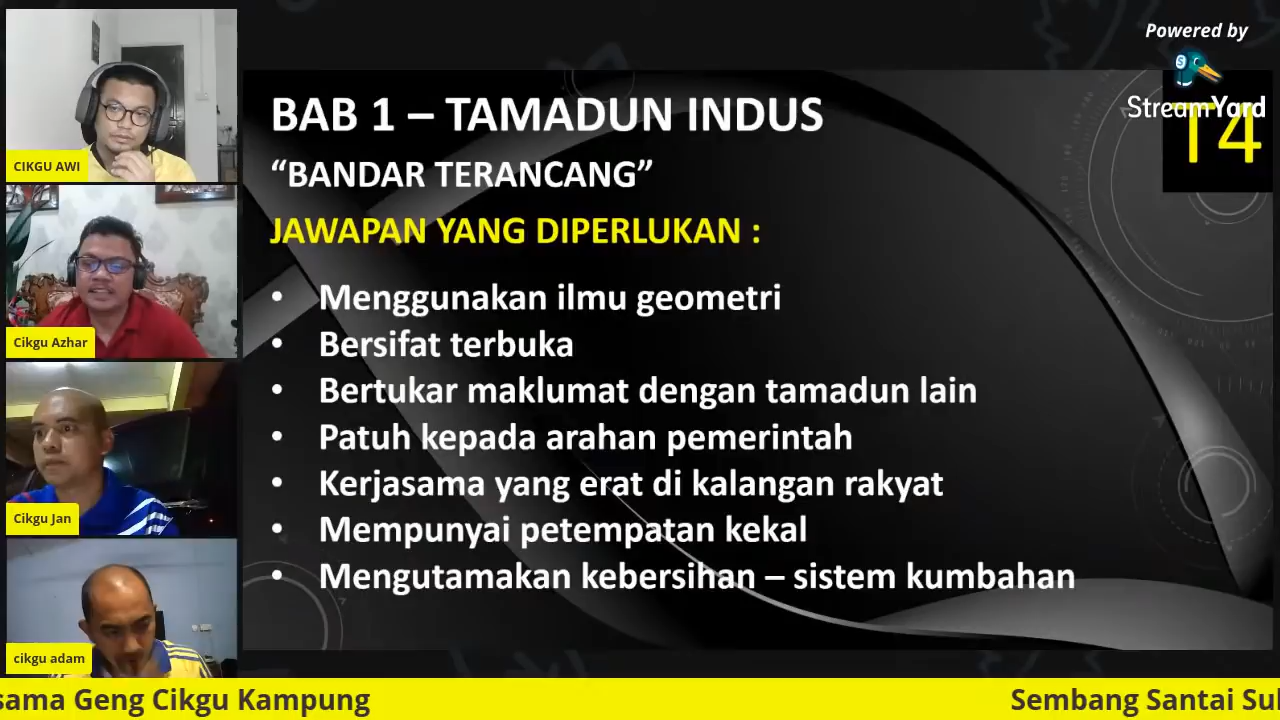 Powered by
StreamYard
T4
BAB 1 – TAMADUN INDUS
“BANDAR TERANCANG”
JAWAPAN YANG DIPERLUKAN :
• Menggunakan ilmu geometri
• Bersifat terbuka
• Bertukar maklumat dengan tamadun lain
• Patuh kepada arahan pemerintah
• Kerjasama yang erat di kalangan rakyat
• Mempunyai petempatan kekal
• Mengutamakan kebersihan – sistem kumbahan
CIKGU AWI
Cikgu Azhar
Cikgu Jan
cikgu adam
sama Geng Cikgu Kampung
Sembang Santai Su